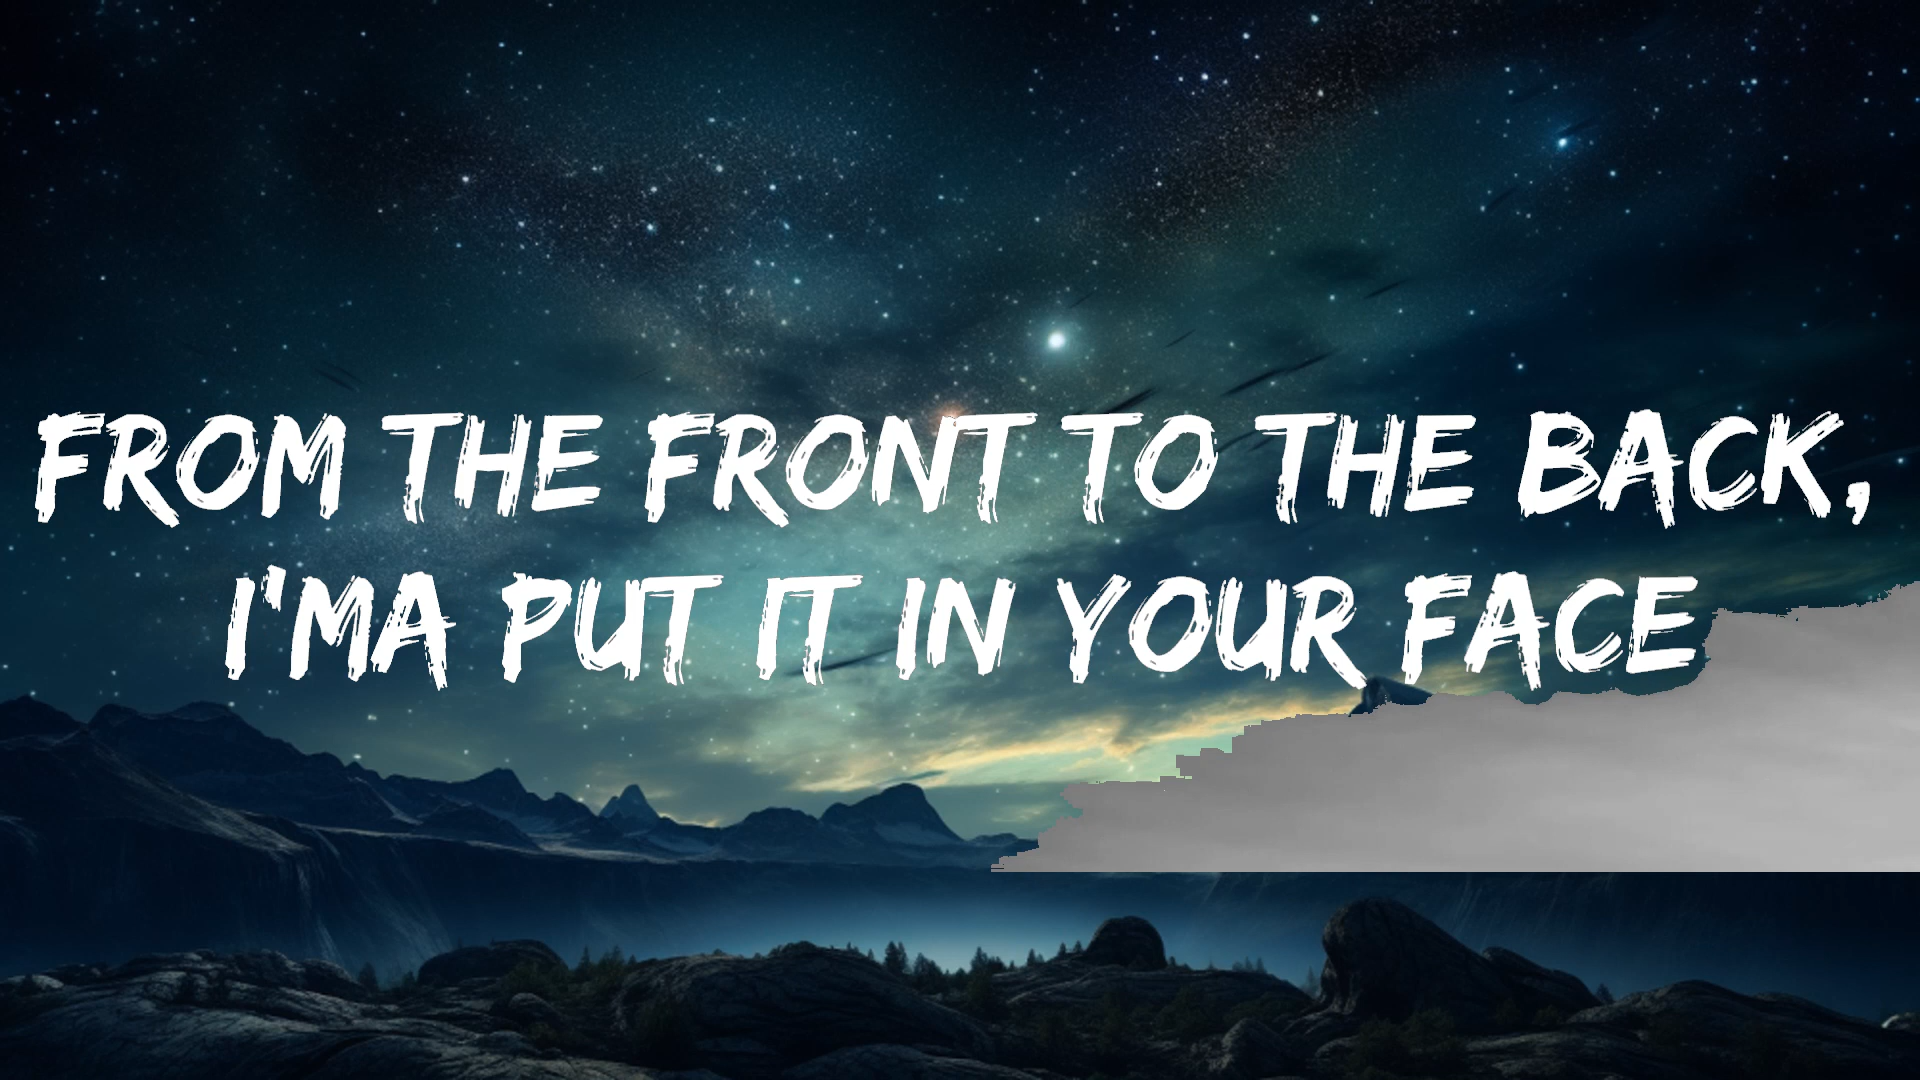 FROM THE FRONT TO THE BACK,
I'MA PUT IT IN YOUR FACE